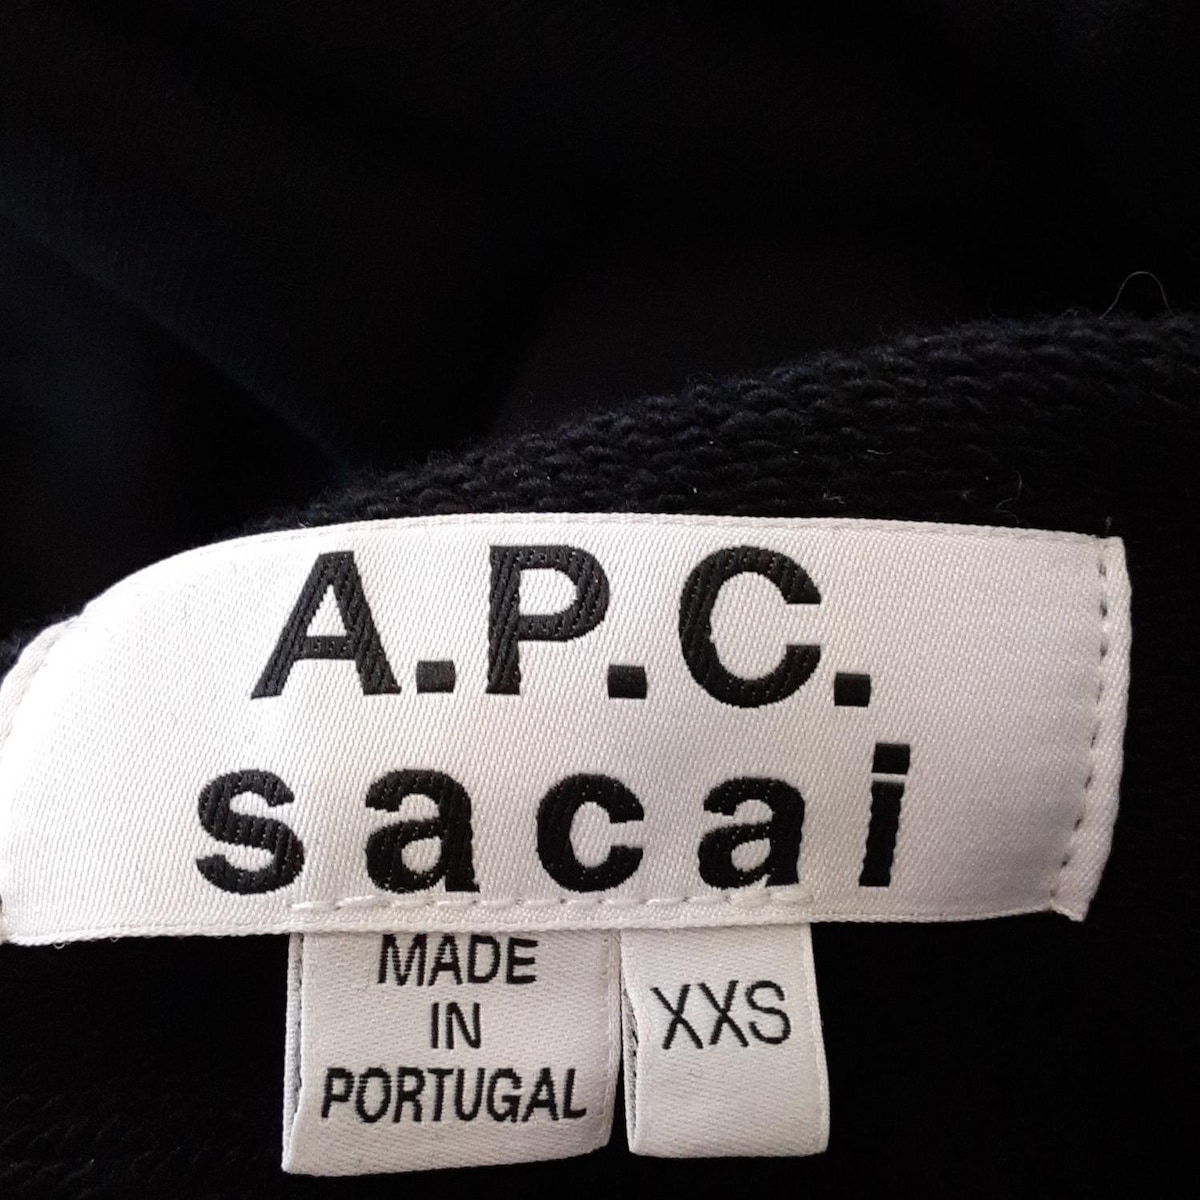 A.P.C.
sacai
MADE
IN
PORTUGAL
XXS